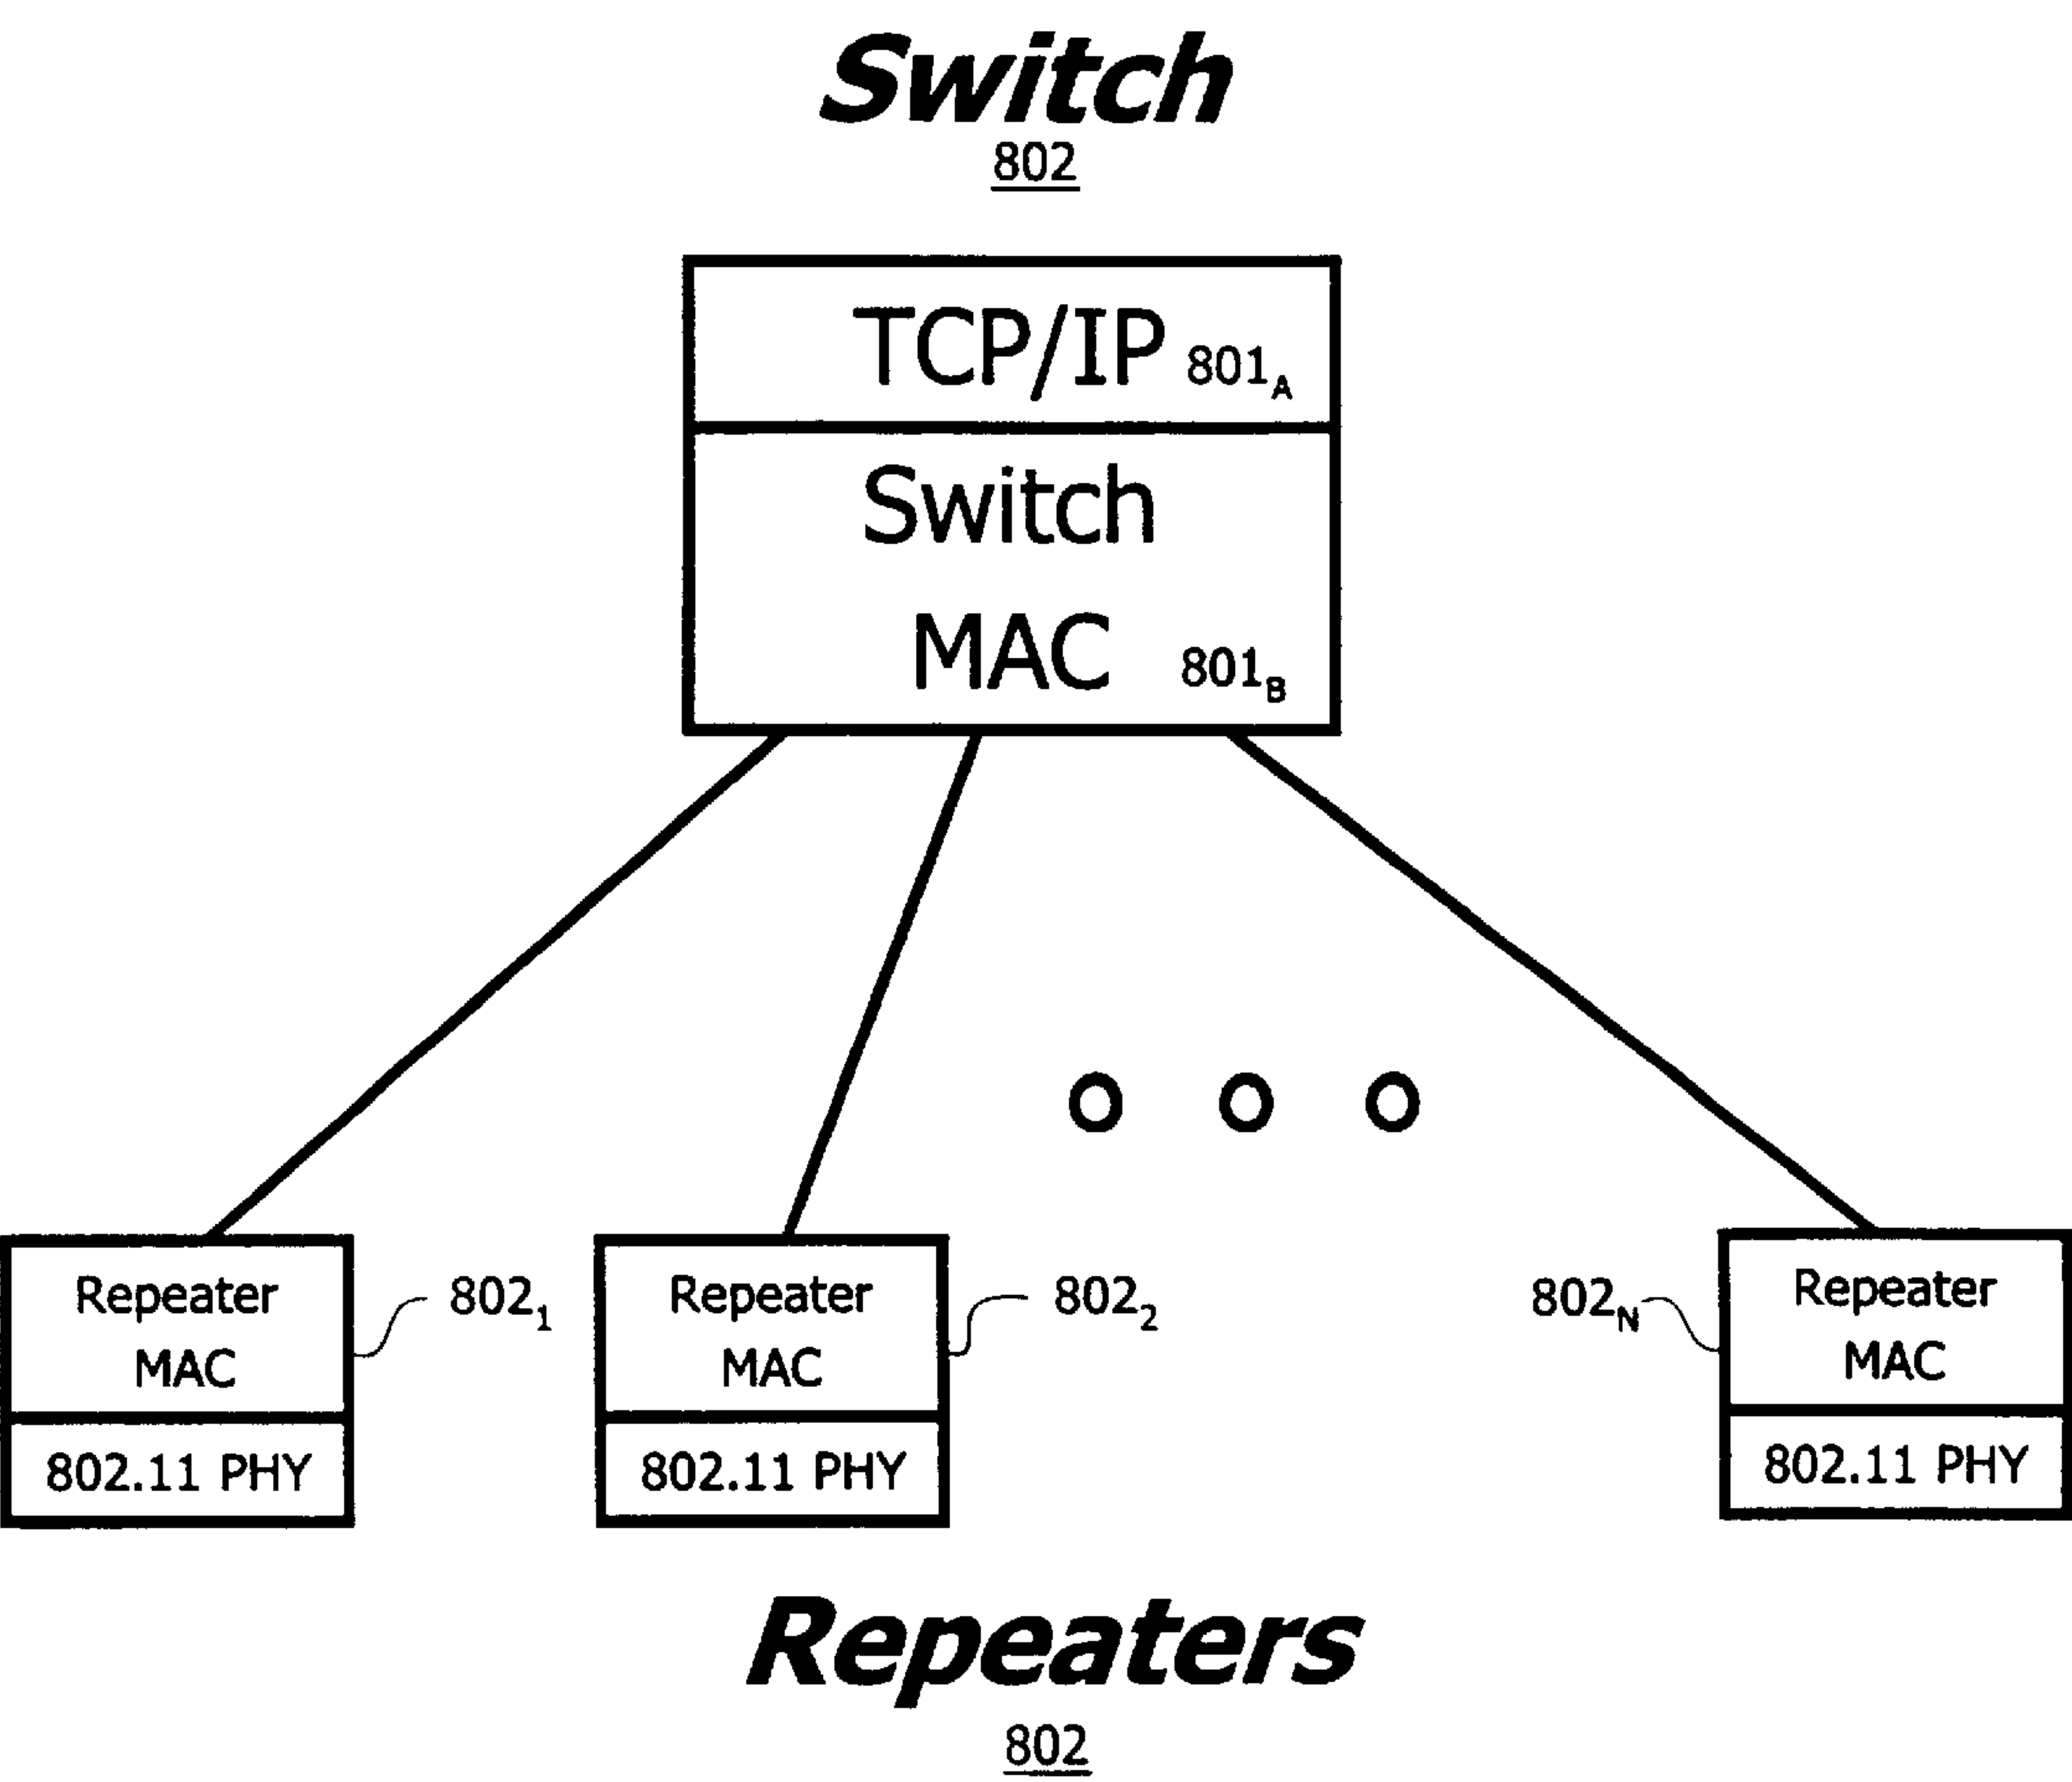 Switch
802
TCP/IP 801A
Switch
MAC 801B
Repeater
MAC
802.11 PHY
8021
Repeater
MAC
802.11 PHY
8022
802N
Repeater
MAC
802.11 PHY
Repeaters
802